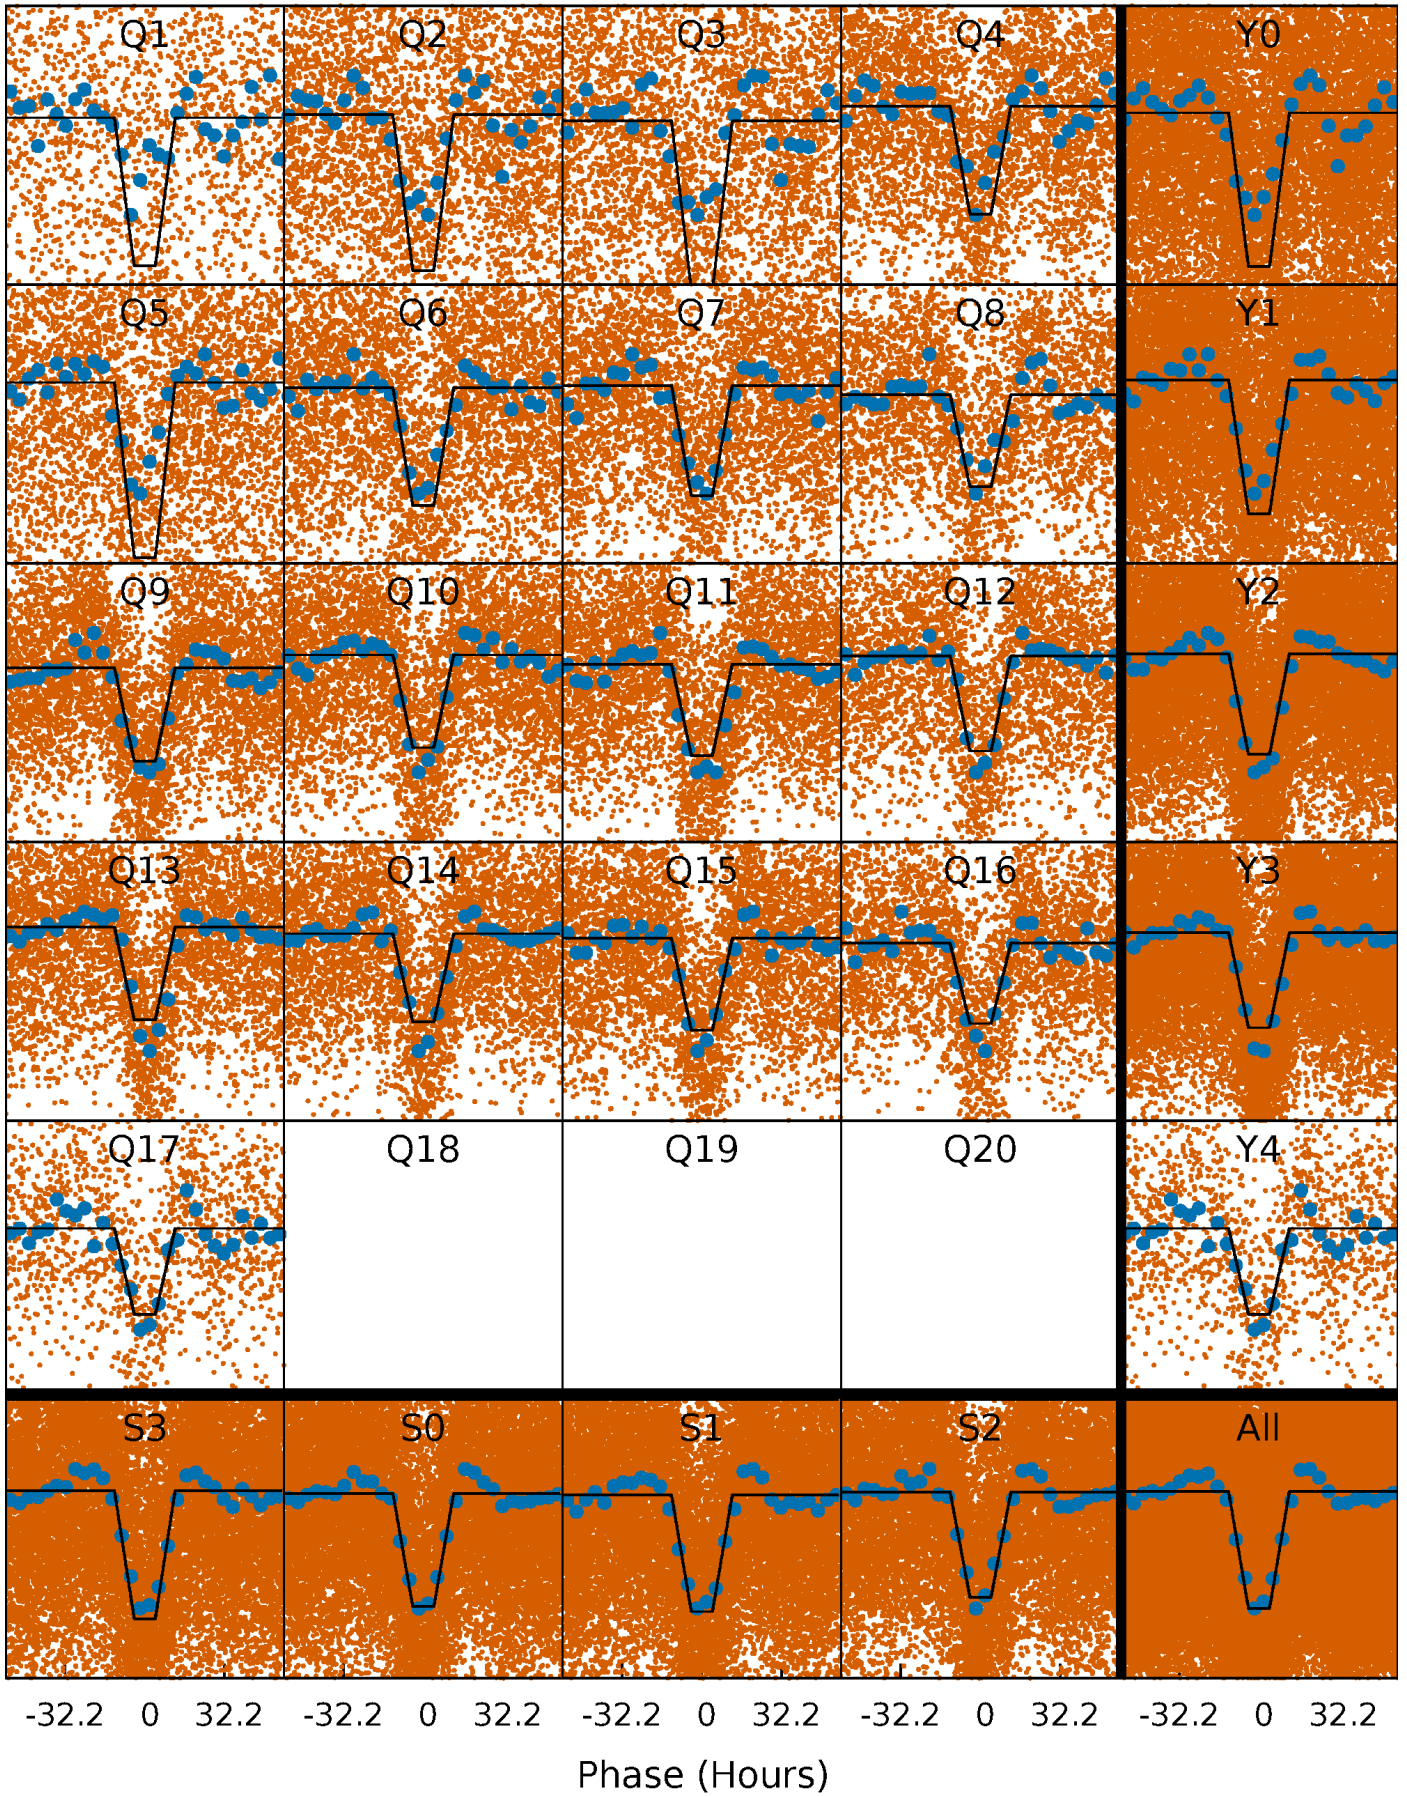 Q1 Q2 Q3 Q4 Y0
Q5 Q6 Q7 Q8 Y1
Q9 Q10 Q11 Q12 Y2
Q13 Q14 Q15 Q16 Y3
Q17 Q18 Q19 Q20 Y4
S3 S0 S1 S2 All
-32.2 0 32.2 -32.2 0 32.2 -32.2 0 32.2 -32.2 0 32.2 -32.2 0 32.2
Phase (Hours)